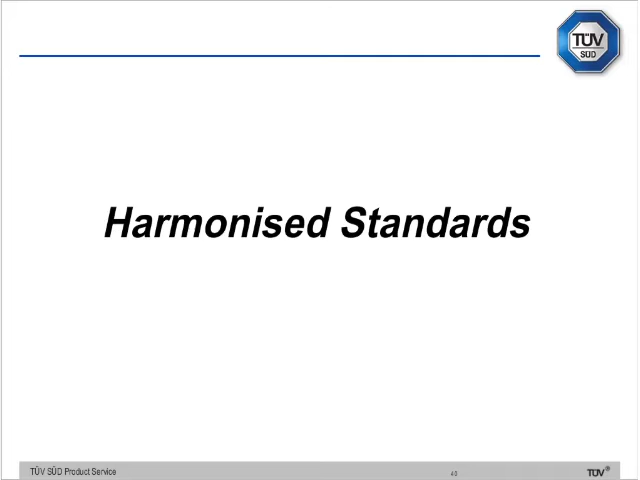 TÜV
SÜD
Harmonised Standards
TÜV SÜD Product Service
TÜV®